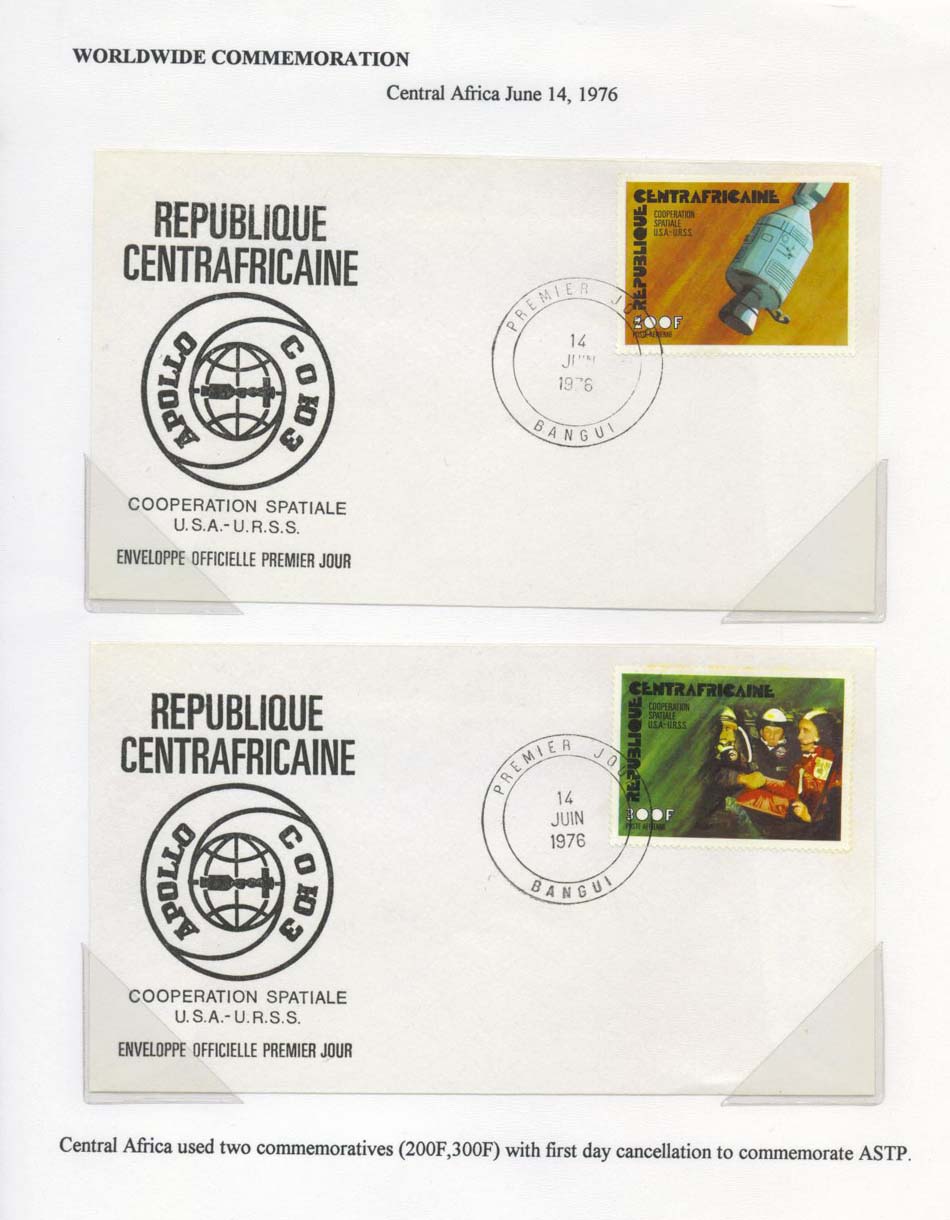 WORLDWIDE COMMEMORATION
Central Africa June 14, 1976
REPUBLIQUE
CENTRAFRICAINE
APOLLO
СОЮЗ
COOPERATION SPATIALE
U.S.A.-U.R.S.S.
ENVELOPPE OFFICIELLE PREMIER JOUR
REPUBLIQUE
CENTRAFRICAINE
COOPERATION
SPATIALE
U.S.A.-U.R.S.S.
200F
POSTE AERIENNE
PREMIER JOU
14
JUIN
1976
BANGUI
REPUBLIQUE
CENTRAFRICAINE
APOLLO
СОЮЗ
COOPERATION SPATIALE
U.S.A.-U.R.S.S.
ENVELOPPE OFFICIELLE PREMIER JOUR
REPUBLIQUE
CENTRAFRICAINE
COOPERATION
SPATIALE
U.S.A.-U.R.S.S.
300F
POSTE AERIENNE
PREMIER JOU
14
JUIN
1976
BANGUI
Central Africa used two commemoratives (200F,300F) with first day cancellation to commemorate ASTP.